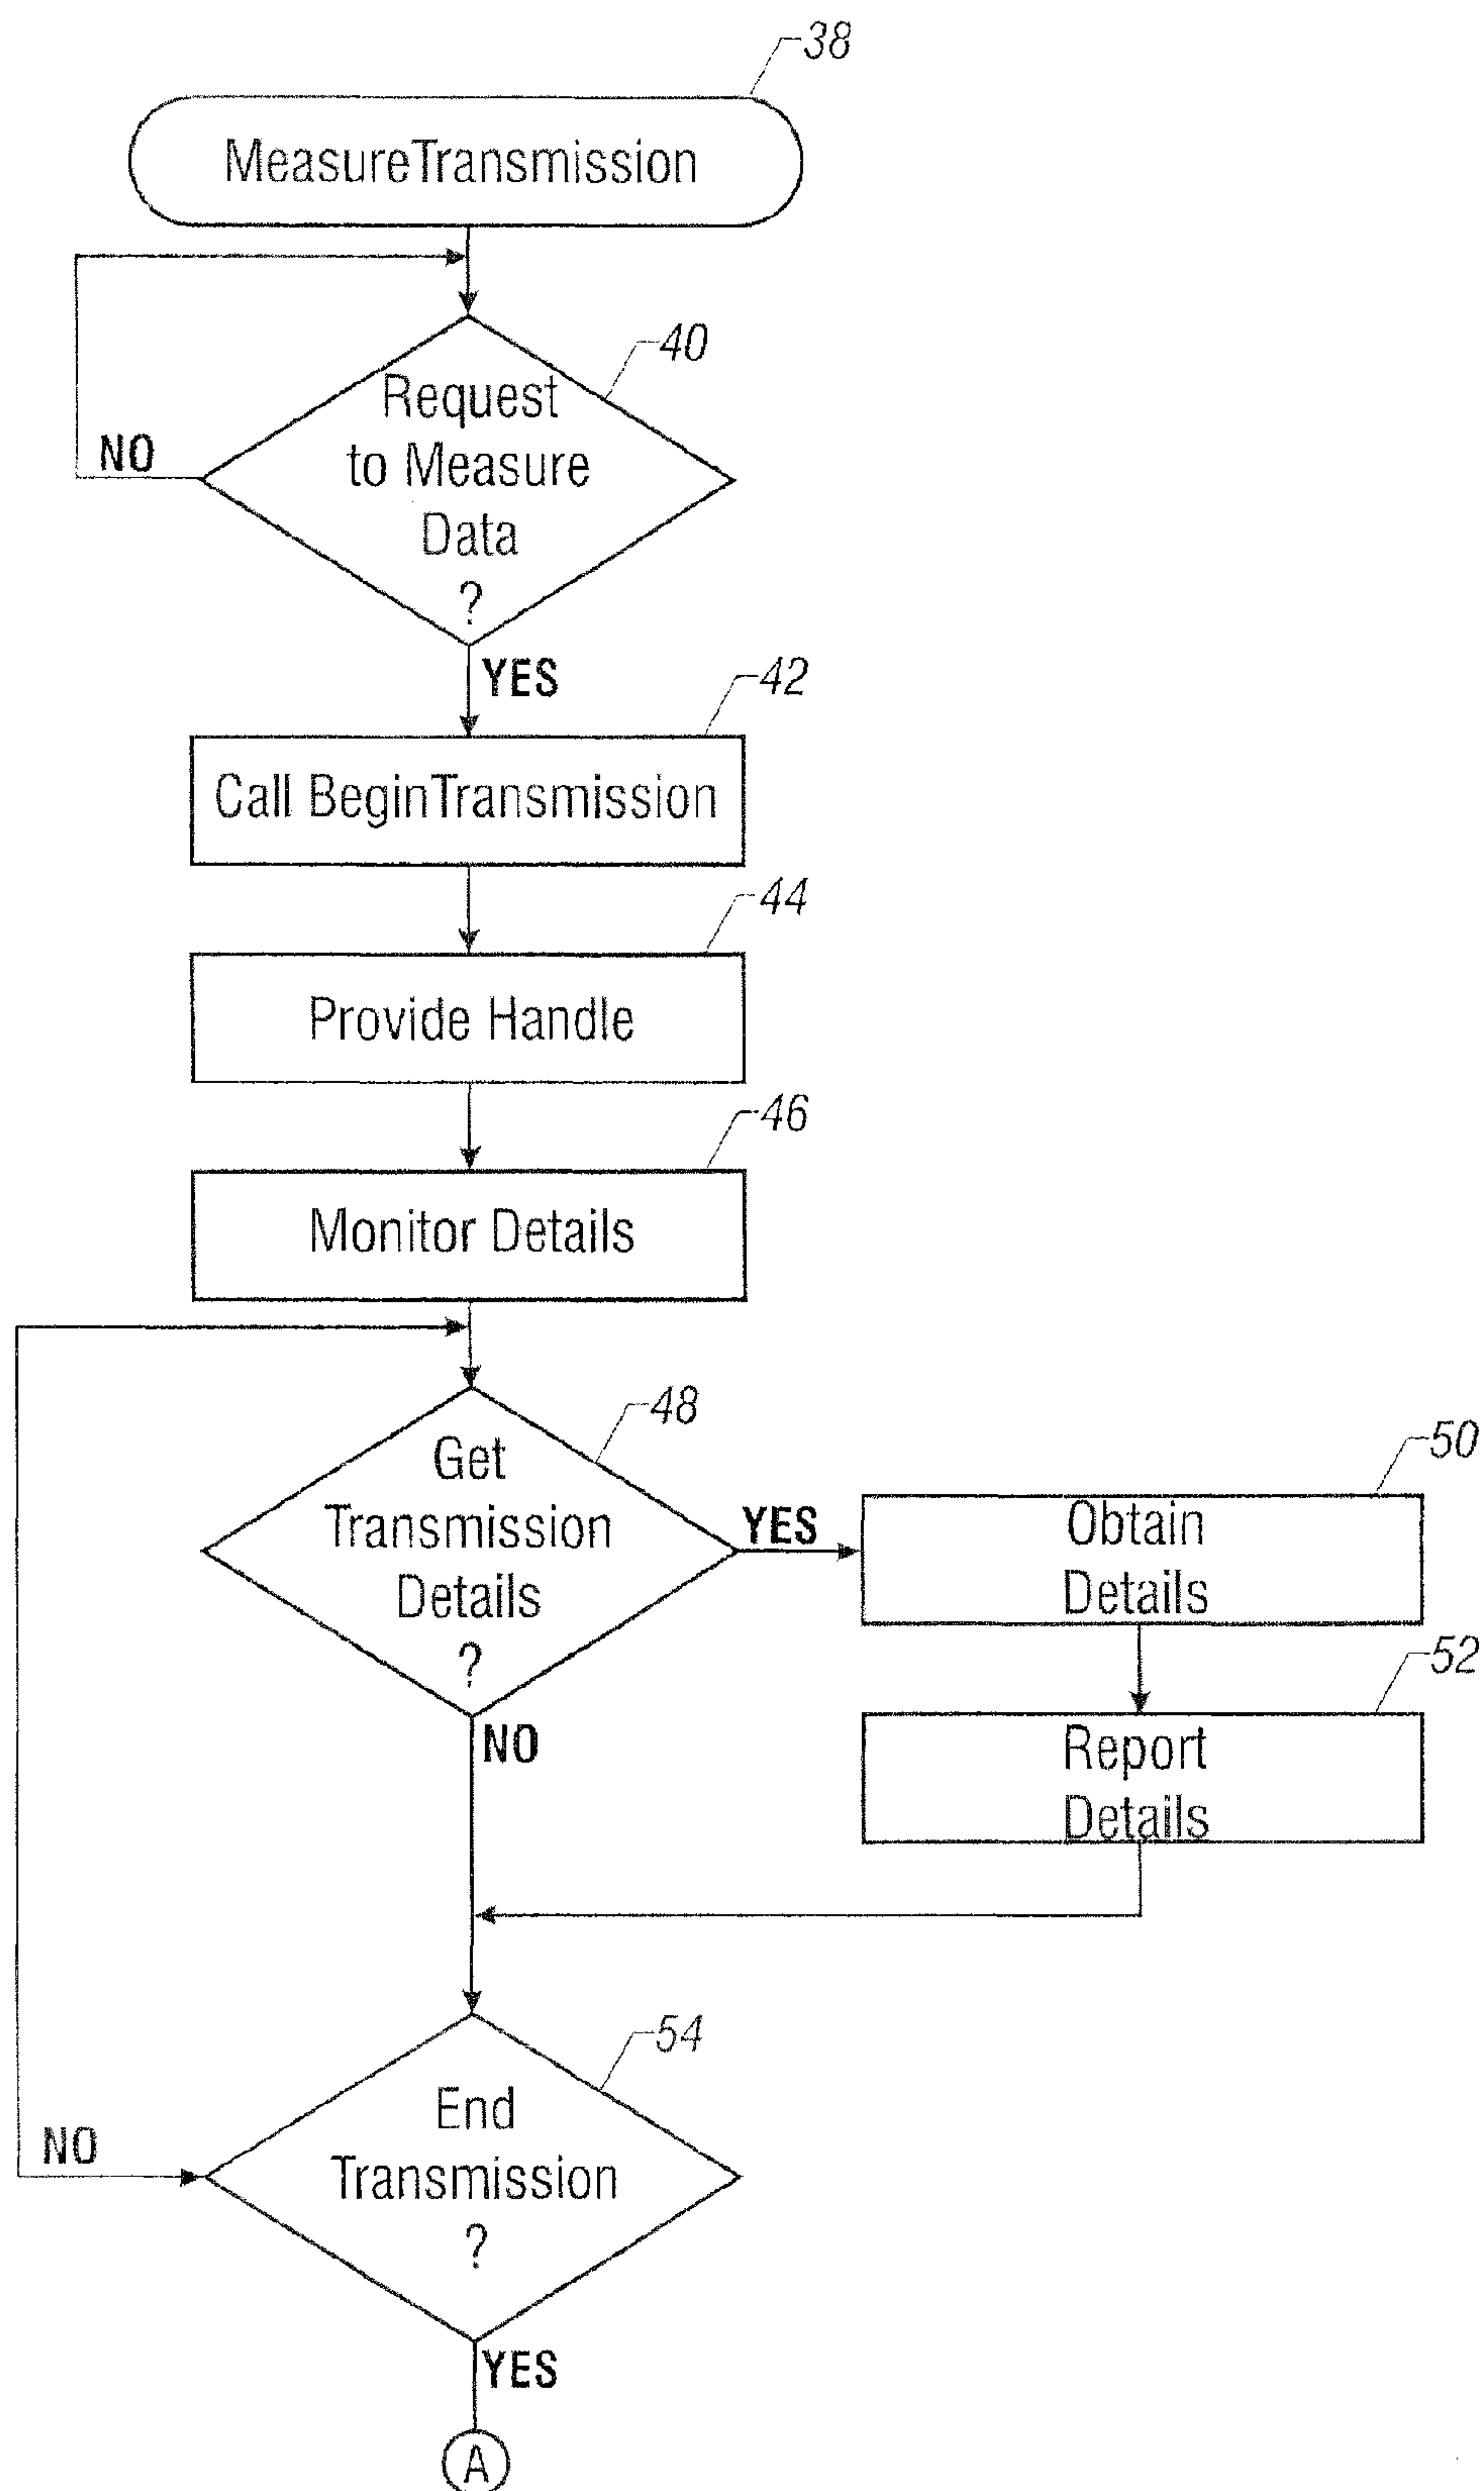 38
MeasureTransmission
40
Request
to Measure
Data
?
NO
YES
42
Call BeginTransmission
44
Provide Handle
46
Monitor Details
48
Get
Transmission
Details
?
YES
50
Obtain
Details
52
Report
Details
NO
54
End
Transmission
?
NO
YES
A